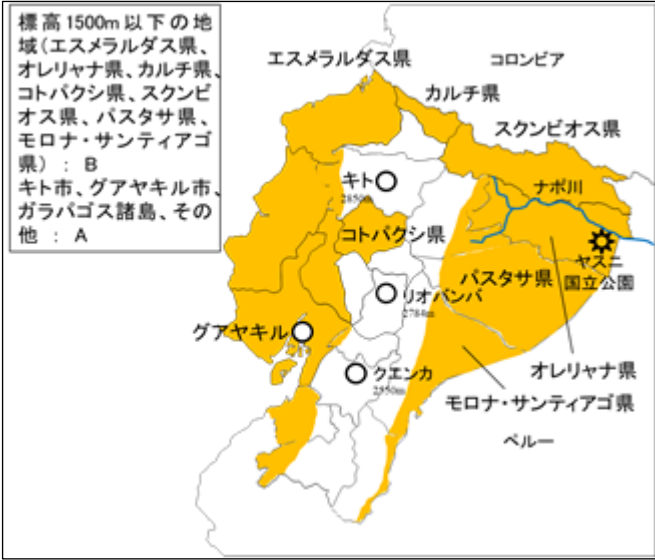 標高1500m以下の地
域(エスメラルダス県、
オレリャナ県、カルチ県、
コトパクシ県、スクンビ
オス県、パスタサ県、
モロナ・サンティアゴ
県) : B
キト市、グアヤキル市、
ガラパゴス諸島、その
他 : A
エスメラルダス県
コロンビア
カルチ県
スクンビオス県
キト
2850m
ナポ川
コトパクシ県
ヤスニ
国立公園
パスタサ県
リオバンバ
2784m
グアヤキル
クエンカ
2550m
オレリャナ県
モロナ・サンティアゴ県
ペルー